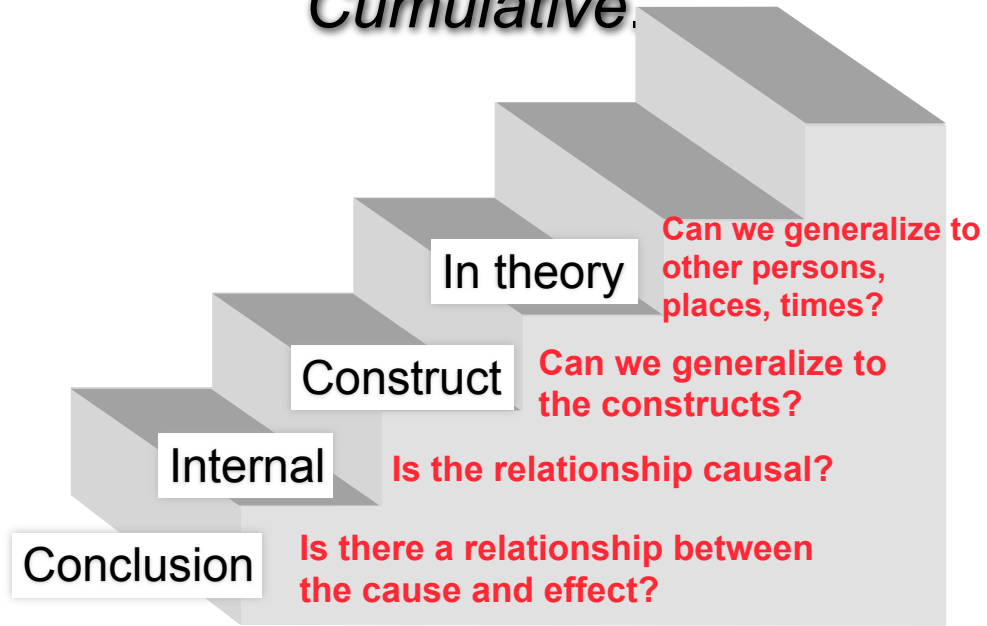 Cumulative.
In theory
Can we generalize to
other persons,
places, times?
Construct
Can we generalize to
the constructs?
Internal
Is the relationship causal?
Conclusion
Is there a relationship between
the cause and effect?